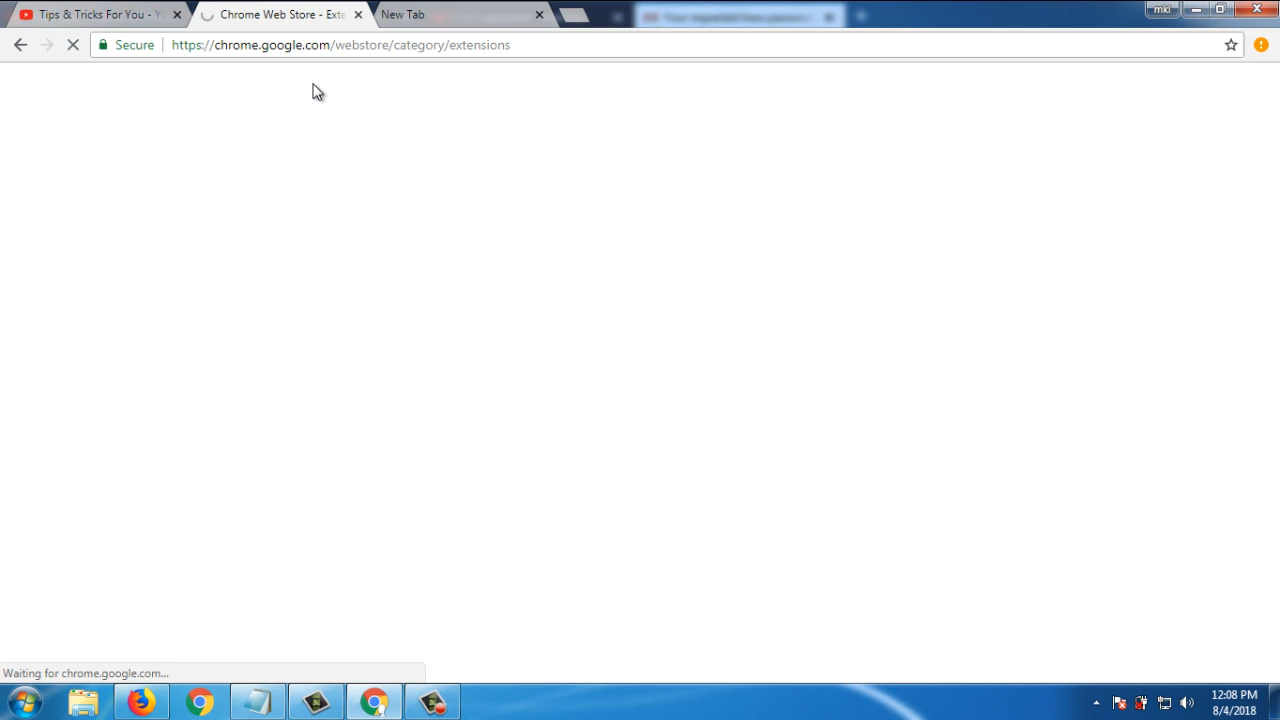 Tips & Tricks For You - Yo
Chrome Web Store - Exte
New Tab
mki
Secure
https://chrome.google.com/webstore/category/extensions
Waiting for chrome.google.com...
12:08 PM
8/4/2018